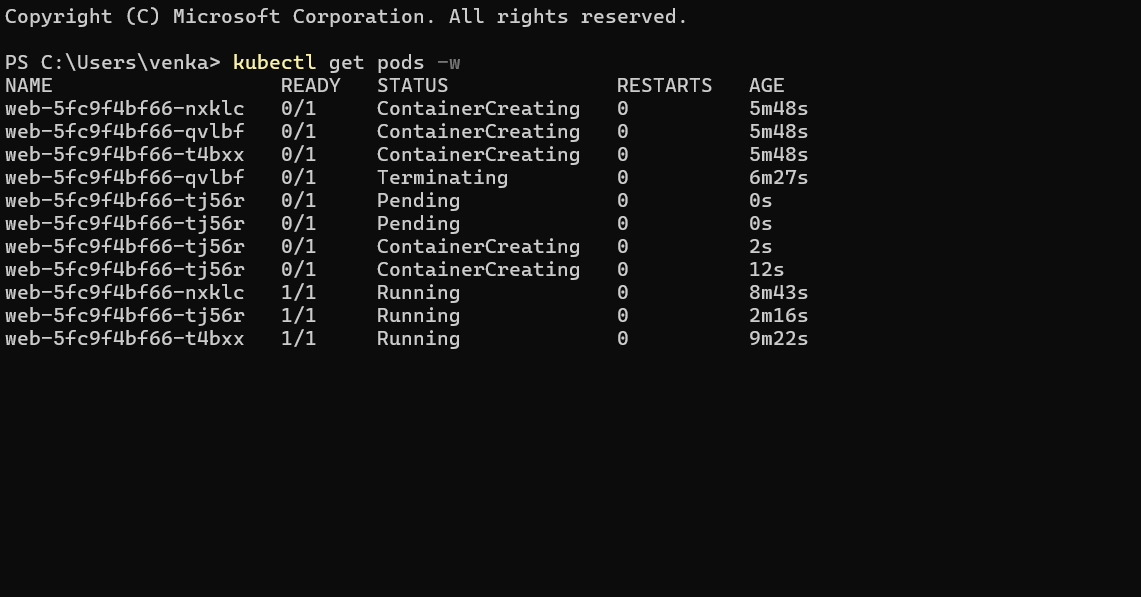 Copyright (C) Microsoft Corporation. All rights reserved.
PS C:\Users\venka> kubectl get pods -w
NAME                   READY   STATUS              RESTARTS   AGE
web-5fc9f4bf66-nxklc   0/1     ContainerCreating   0          5m48s
web-5fc9f4bf66-qvlbf   0/1     ContainerCreating   0          5m48s
web-5fc9f4bf66-t4bxx   0/1     ContainerCreating   0          5m48s
web-5fc9f4bf66-qvlbf   0/1     Terminating         0          6m27s
web-5fc9f4bf66-tj56r   0/1     Pending             0          0s
web-5fc9f4bf66-tj56r   0/1     Pending             0          0s
web-5fc9f4bf66-tj56r   0/1     ContainerCreating   0          2s
web-5fc9f4bf66-tj56r   0/1     ContainerCreating   0          12s
web-5fc9f4bf66-nxklc   1/1     Running             0          8m43s
web-5fc9f4bf66-tj56r   1/1     Running             0          2m16s
web-5fc9f4bf66-t4bxx   1/1     Running             0          9m22s